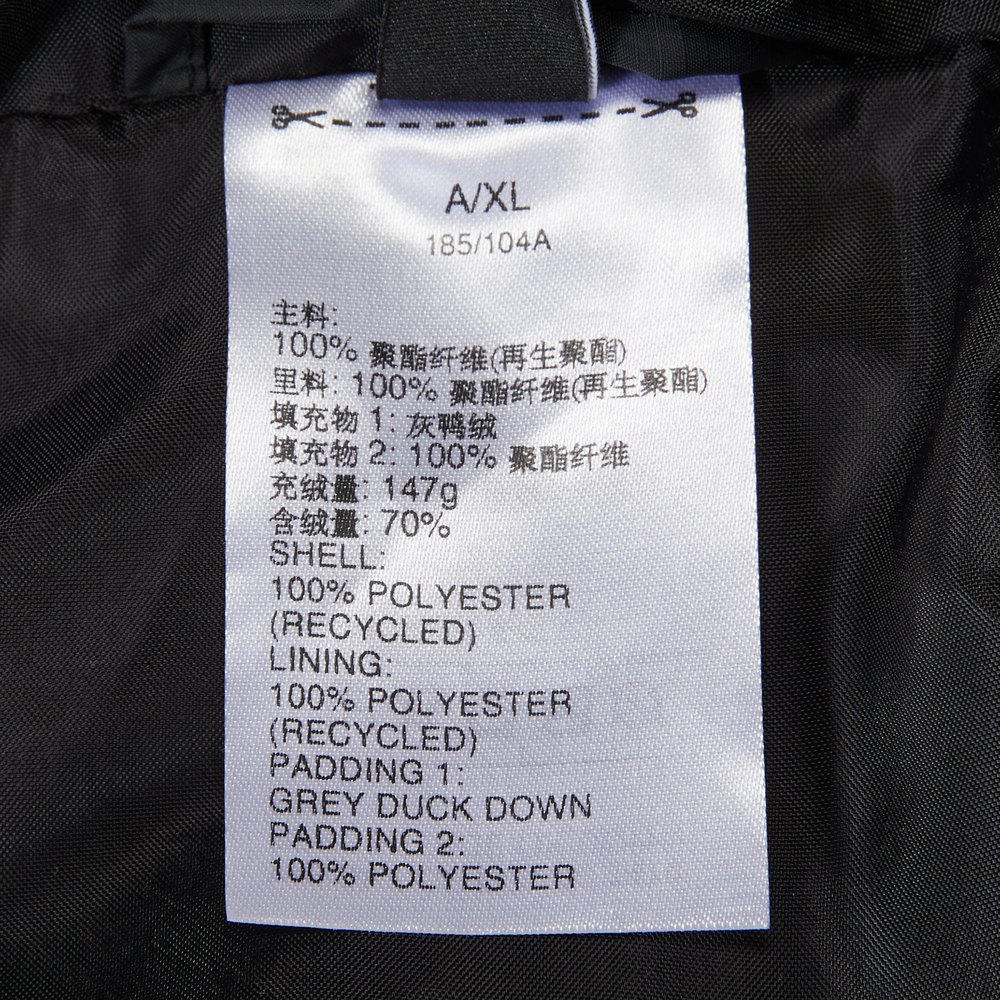 A/XL
185/104A
主料:
100% 聚酯纤维(再生聚酯)
里料: 100% 聚酯纤维(再生聚酯)
填充物 1: 灰鸭绒
填充物 2: 100% 聚酯纤维
充绒量: 147g
含绒量: 70%
SHELL:
100% POLYESTER
(RECYCLED)
LINING:
100% POLYESTER
(RECYCLED)
PADDING 1:
GREY DUCK DOWN
PADDING 2:
100% POLYESTER